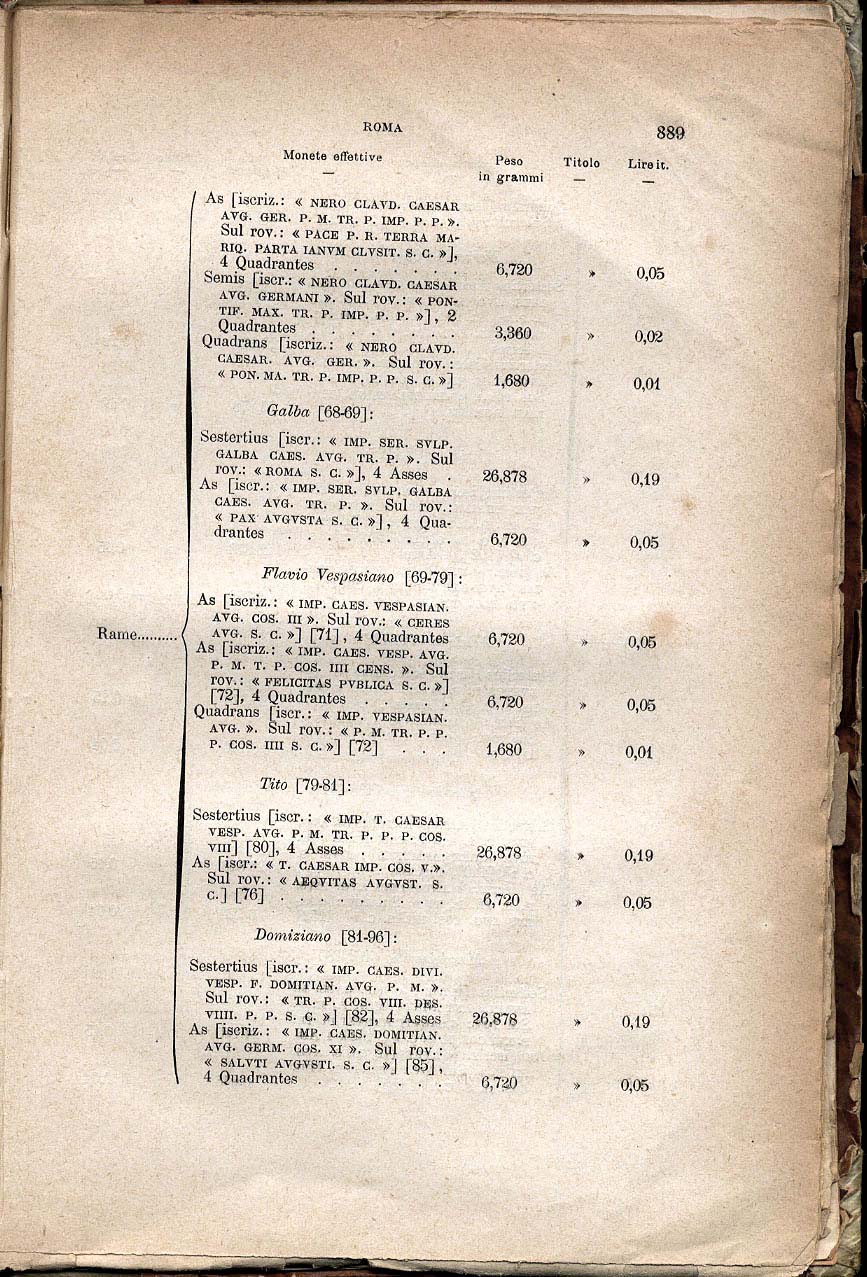 ROMA 889
Monete effettive Peso in grammi Titolo Lire it.
As [iscriz.: « NERO CLAVD. CAESAR
AVG. GER. P. M. TR. P. IMP. P. P. ».
Sul rov.: « PACE P. R. TERRA MA-
RIQ. PARTA IANVM CLVSIT. S. C. »],
4 Quadrantes . . . . . . . 6,720 » 0,05
Semis [iscr.: « NERO CLAVD. CAESAR
AVG. GERMANI ». Sul rov.: « PON-
TIF. MAX. TR. P. IMP. P. P. »], 2
Quadrantes . . . . . . . . 3,360 » 0,02
Quadrans [iscriz.: « NERO CLAVD.
CAESAR. AVG. GER. ». Sul rov.:
« PON. MA. TR. P. IMP. P. P. S. C. »] 1,680 » 0,01
Galba [68-69]:
Sestertius [iscr.: « IMP. SER. SVLP.
GALBA CAES. AVG. TR. P. ». Sul
rov.: « ROMA S. C. »], 4 Asses . 26,878 » 0,19
As [iscr.: « IMP. SER. SVLP. GALBA
CAES. AVG. TR. P. ». Sul rov.:
« PAX AVGVSTA S. C. »], 4 Qua-
drantes . . . . . . . . . 6,720 » 0,05
Flavio Vespasiano [69-79]:
As [iscriz.: « IMP. CAES. VESPASIAN.
AVG. COS. III ». Sul rov.: « CERES
Rame.......... AVG. S. C. »] [71], 4 Quadrantes 6,720 » 0,05
As [iscriz.: « IMP. CAES. VESP. AVG.
P. M. T. P. COS. IIII CENS. ». Sul
rov.: « FELICITAS PVBLICA S. C. »]
[72], 4 Quadrantes . . . . . 6,720 » 0,05
Quadrans [iscr.: « IMP. VESPASIAN.
AVG. ». Sul rov.: « P. M. TR. P. P.
P. COS. IIII S. C. »] [72] . . . 1,680 » 0,01
Tito [79-81]:
Sestertius [iscr.: « IMP. T. CAESAR
VESP. AVG. P. M. TR. P. P. P. COS.
VIII] [80], 4 Asses . . . . . 26,878 » 0,19
As [iscr.: « T. CAESAR IMP. COS. V.».
Sul rov.: « AEQVITAS AVGVST. S.
C.] [76] . . . . . . . . . 6,720 » 0,05
Domiziano [81-96]:
Sestertius [iscr.: « IMP. CAES. DIVI.
VESP. F. DOMITIAN. AVG. P. M. ».
Sul rov.: « TR. P. COS. VIII. DES.
VIIII. P. P. S. C. »] [82], 4 Asses 26,878 » 0,19
As [iscriz.: « IMP. CAES. DOMITIAN.
AVG. GERM. COS. XI ». Sul rov.:
« SALVTI AVGVSTI. S. C. »] [85],
4 Quadrantes . . . . . . . 6,720 » 0,05